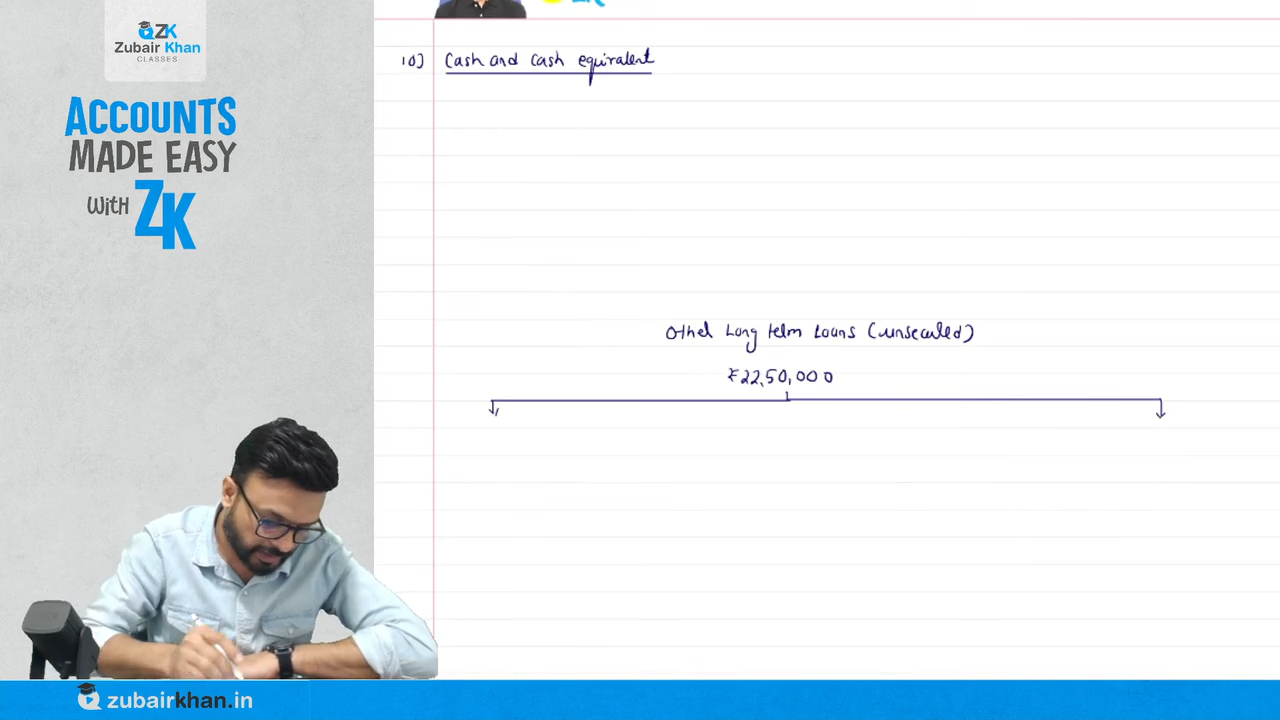 ZK
Zubair Khan
CLASSES
ACCOUNTS
MADE EASY
WITH ZK
10) Cash and cash equivalent
Other Long term Loans (unsecured)
₹22,50,000
zubairkhan.in